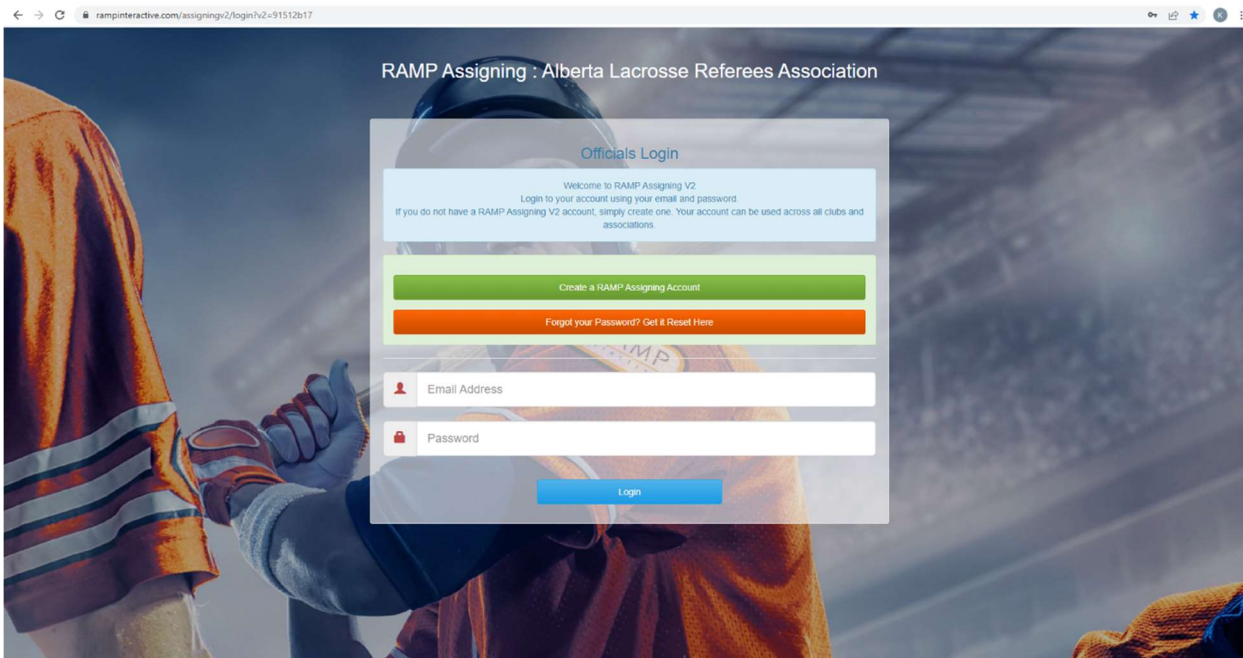 rampinteractive.com/assigningv2/login?v2=91512b17
K
RAMP Assigning : Alberta Lacrosse Referees Association
Officials Login
Welcome to RAMP Assigning V2
Login to your account using your email and password.
If you do not have a RAMP Assigning V2 account, simply create one. Your account can be used across all clubs and
associations.
Create a RAMP Assigning Account
Forgot your Password? Get it Reset Here
RAMP
Email Address
Password
Login